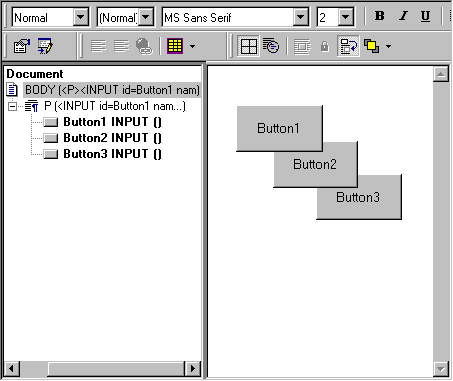 Normal (Normal) MS Sans Serif 2 B I U
Document
BODY (<P><INPUT id=Button1 nam)
P (<INPUT id=Button1 nam...)
Button1 INPUT ()
Button2 INPUT ()
Button3 INPUT ()
Button1
Button2
Button3